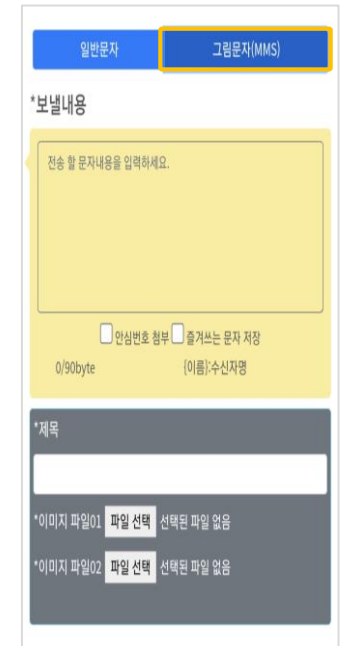 일반문자 그림문자(MMS)
*보낼내용
전송 할 문자내용을 입력하세요.
안심번호 첨부 즐겨쓰는 문자 저장
0/90byte {이름}:수신자명
*제목
*이미지 파일01 파일 선택 선택된 파일 없음
*이미지 파일02 파일 선택 선택된 파일 없음